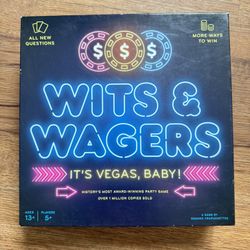 ALL NEW
QUESTIONS
MORE WAYS
TO WIN
$ $ $
WITS &
WAGERS
IT'S VEGAS, BABY!
HISTORY'S MOST AWARD-WINNING PARTY GAME
OVER 1 MILLION COPIES SOLD
AGES
13+
PLAYERS
5+
A GAME BY
DOMINIC CRAPUCHETTES